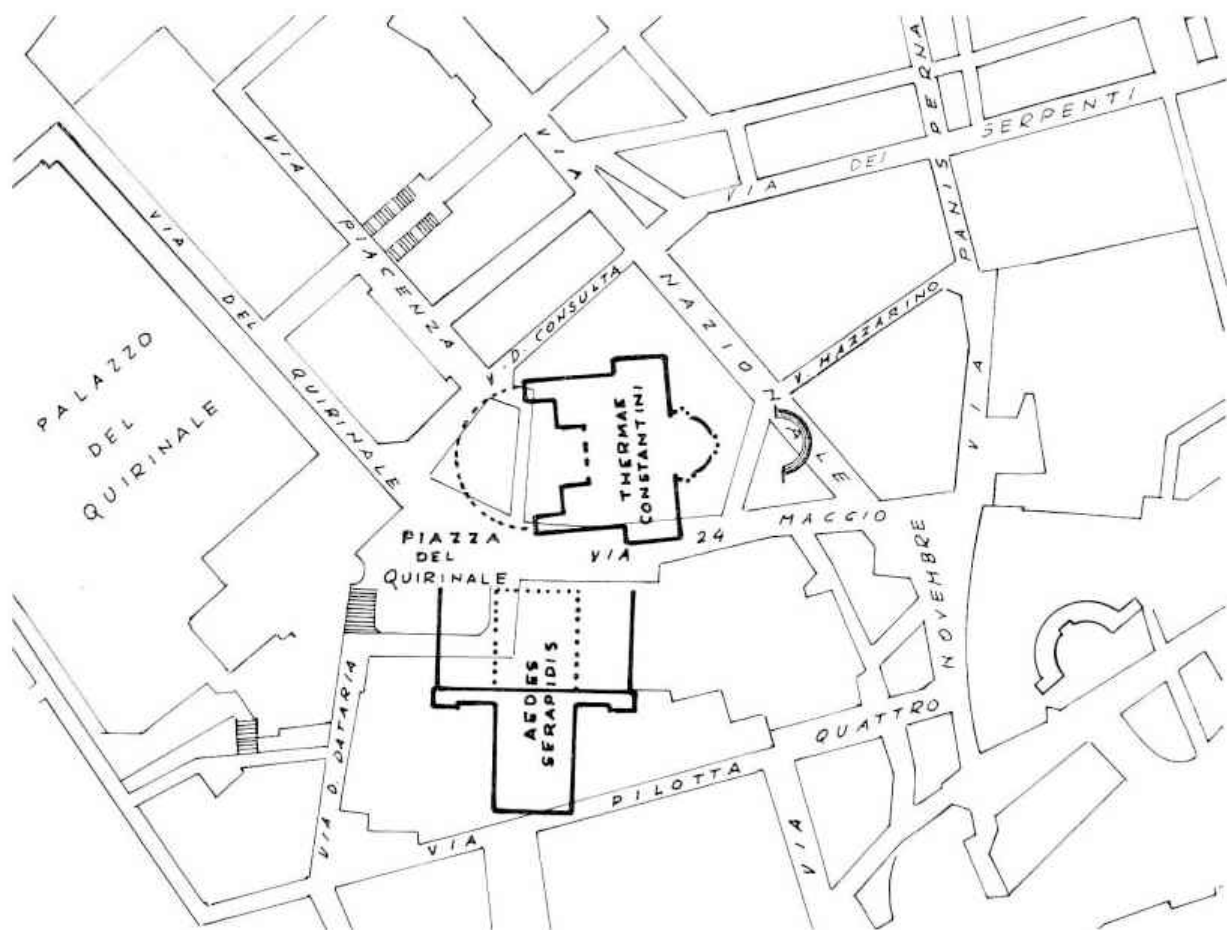 VIA PIACENZA
VIA NAZIONALE
VIA PANISPERNA
VIA DEI SERPENTI
VIA DEL QUIRINALE
PALAZZO
DEL
QUIRINALE
V. D. CONSULTA
V. MAZZARINO
THERMAE
CONSTANTINI
PIAZZA
DEL
QUIRINALE
VIA 24 MAGGIO
AEDES
SERAPIDIS
VIA D DATARIA
VIA PILOTTA
VIA QUATTRO NOVEMBRE